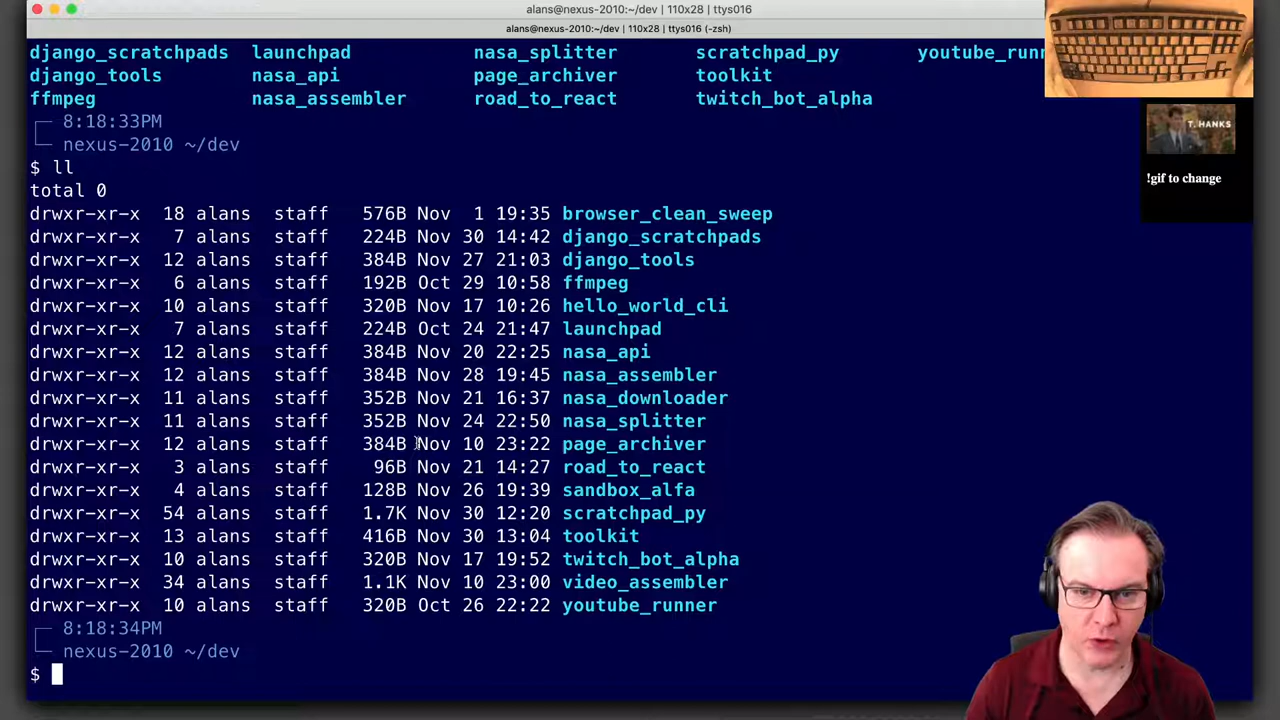 alans@nexus-2010:~/dev | 110x28 | ttys016
alans@nexus-2010:~/dev | 110x28 | ttys016 (-zsh)
django_scratchpads launchpad nasa_splitter scratchpad_py
django_tools nasa_api page_archiver toolkit
ffmpeg nasa_assembler road_to_react twitch_bot_alpha
8:18:33PM
nexus-2010 ~/dev
$ ll
total 0
drwxr-xr-x 18 alans staff 576B Nov 1 19:35 browser_clean_sweep
drwxr-xr-x 7 alans staff 224B Nov 30 14:42 django_scratchpads
drwxr-xr-x 12 alans staff 384B Nov 27 21:03 django_tools
drwxr-xr-x 6 alans staff 192B Oct 29 10:58 ffmpeg
drwxr-xr-x 10 alans staff 320B Nov 17 10:26 hello_world_cli
drwxr-xr-x 7 alans staff 224B Oct 24 21:47 launchpad
drwxr-xr-x 12 alans staff 384B Nov 20 22:25 nasa_api
drwxr-xr-x 12 alans staff 384B Nov 28 19:45 nasa_assembler
drwxr-xr-x 11 alans staff 352B Nov 21 16:37 nasa_downloader
drwxr-xr-x 11 alans staff 352B Nov 24 22:50 nasa_splitter
drwxr-xr-x 12 alans staff 384B Nov 10 23:22 page_archiver
drwxr-xr-x 3 alans staff 96B Nov 21 14:27 road_to_react
drwxr-xr-x 4 alans staff 128B Nov 26 19:39 sandbox_alfa
drwxr-xr-x 54 alans staff 1.7K Nov 30 12:20 scratchpad_py
drwxr-xr-x 13 alans staff 416B Nov 30 13:04 toolkit
drwxr-xr-x 10 alans staff 320B Nov 17 19:52 twitch_bot_alpha
drwxr-xr-x 34 alans staff 1.1K Nov 10 23:00 video_assembler
drwxr-xr-x 10 alans staff 320B Oct 26 22:22 youtube_runner
8:18:34PM
nexus-2010 ~/dev
$
T. HANKS
!gif to change